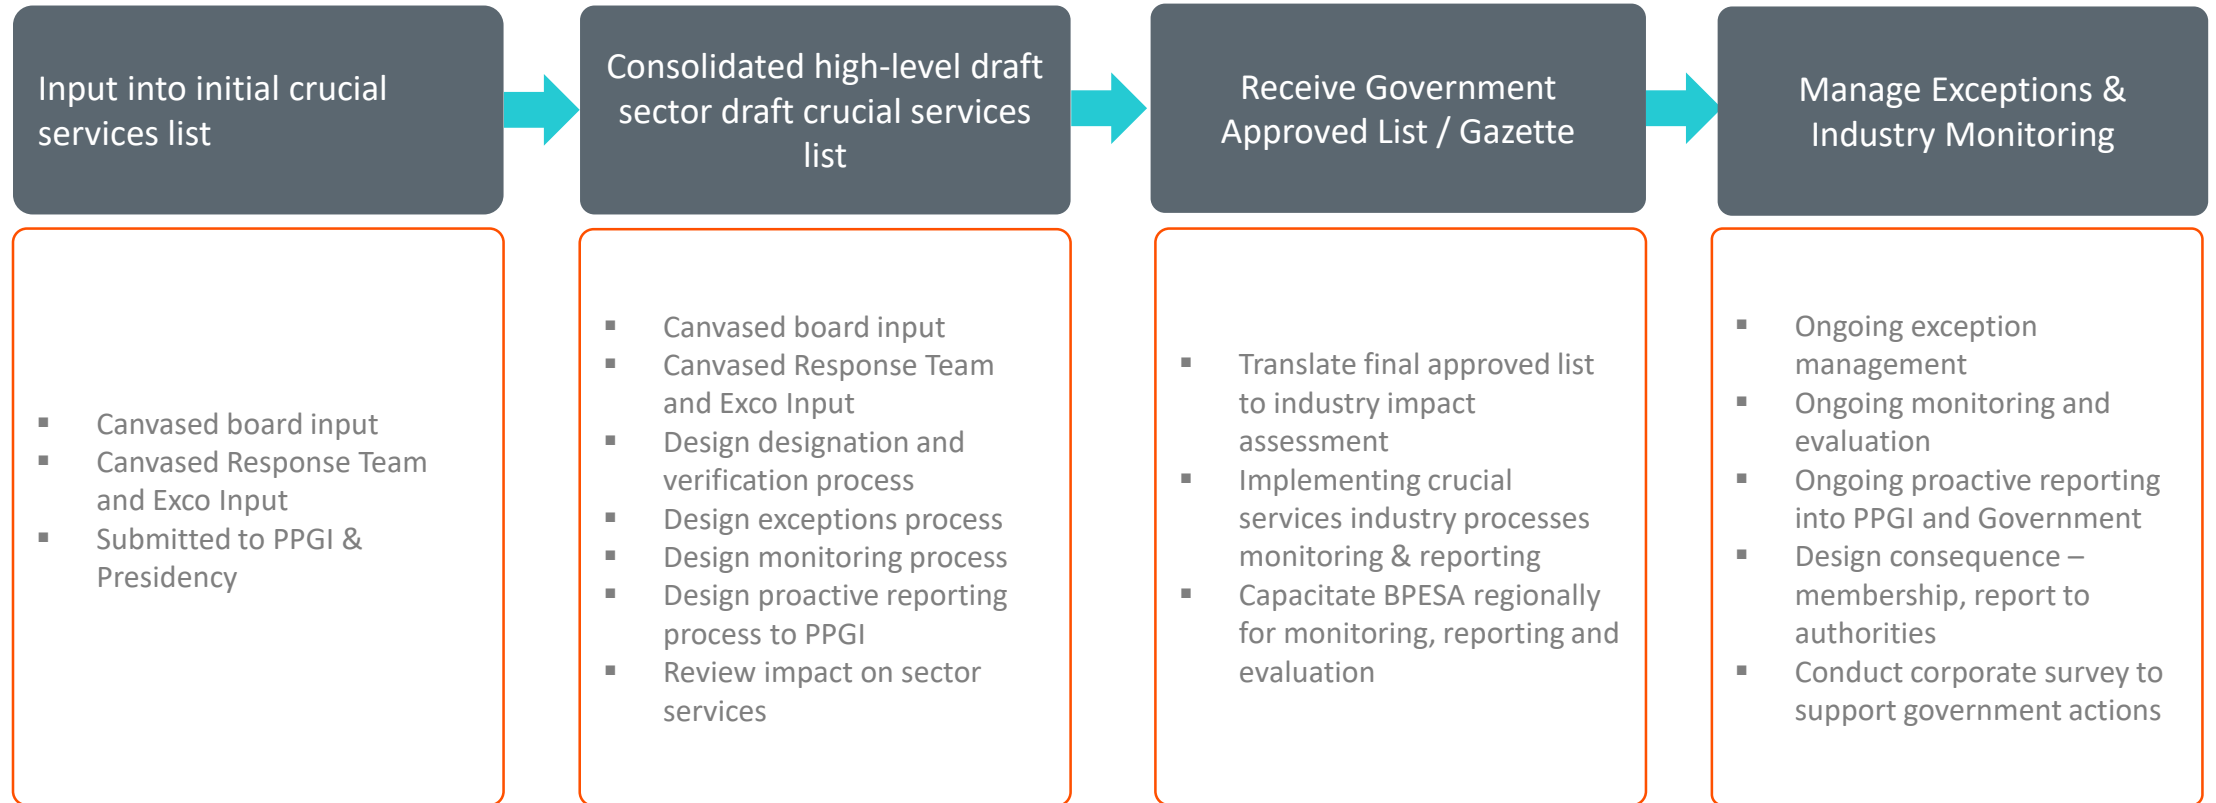 Input into initial crucial
services list
Consolidated high-level draft
sector draft crucial services
list
Receive Government
Approved List / Gazette
Manage Exceptions &
Industry Monitoring
▪ Canvased board input
▪ Canvased Response Team
and Exco Input
▪ Submitted to PPGI &
Presidency
▪ Canvased board input
▪ Canvased Response Team
and Exco Input
▪ Design designation and
verification process
▪ Design exceptions process
▪ Design monitoring process
▪ Design proactive reporting
process to PPGI
▪ Review impact on sector
services
▪ Translate final approved list
to industry impact
assessment
▪ Implementing crucial
services industry processes
monitoring & reporting
▪ Capacitate BPESA regionally
for monitoring, reporting and
evaluation
▪ Ongoing exception
management
▪ Ongoing monitoring and
evaluation
▪ Ongoing proactive reporting
into PPGI and Government
▪ Design consequence –
membership, report to
authorities
▪ Conduct corporate survey to
support government actions